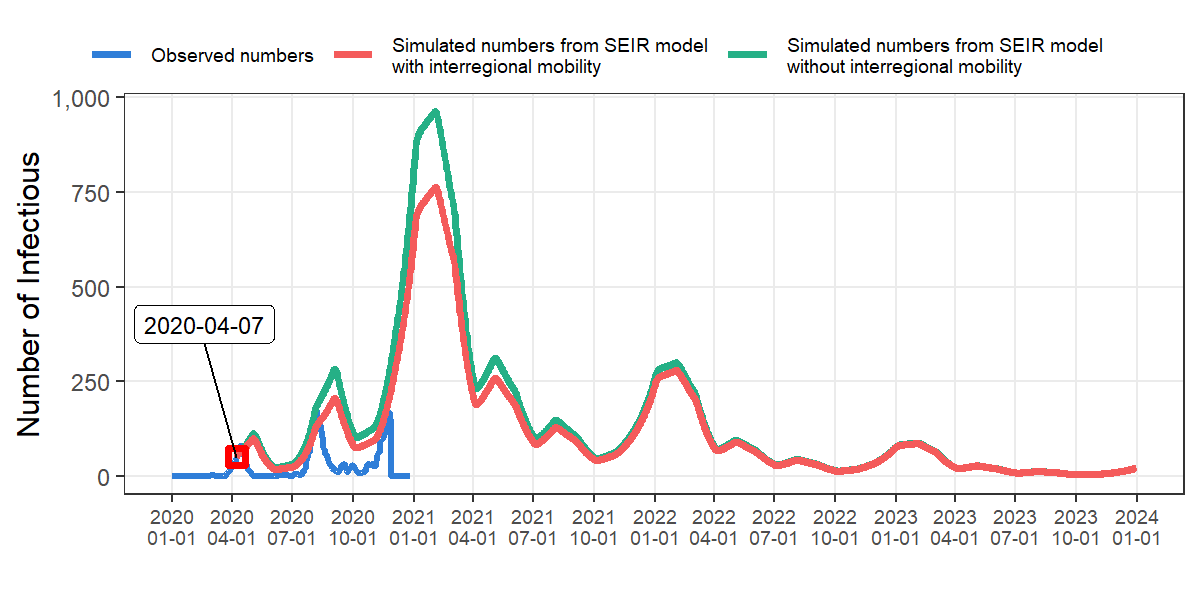 Observed numbers
Simulated numbers from SEIR model
with interregional mobility
Simulated numbers from SEIR model
without interregional mobility
Number of Infectious
1,000
750
500
250
0
2020-04-07
2020 2020 2020 2020 2021 2021 2021 2021 2022 2022 2022 2022 2023 2023 2023 2023 2024
01-01 04-01 07-01 10-01 01-01 04-01 07-01 10-01 01-01 04-01 07-01 10-01 01-01 04-01 07-01 10-01 01-01